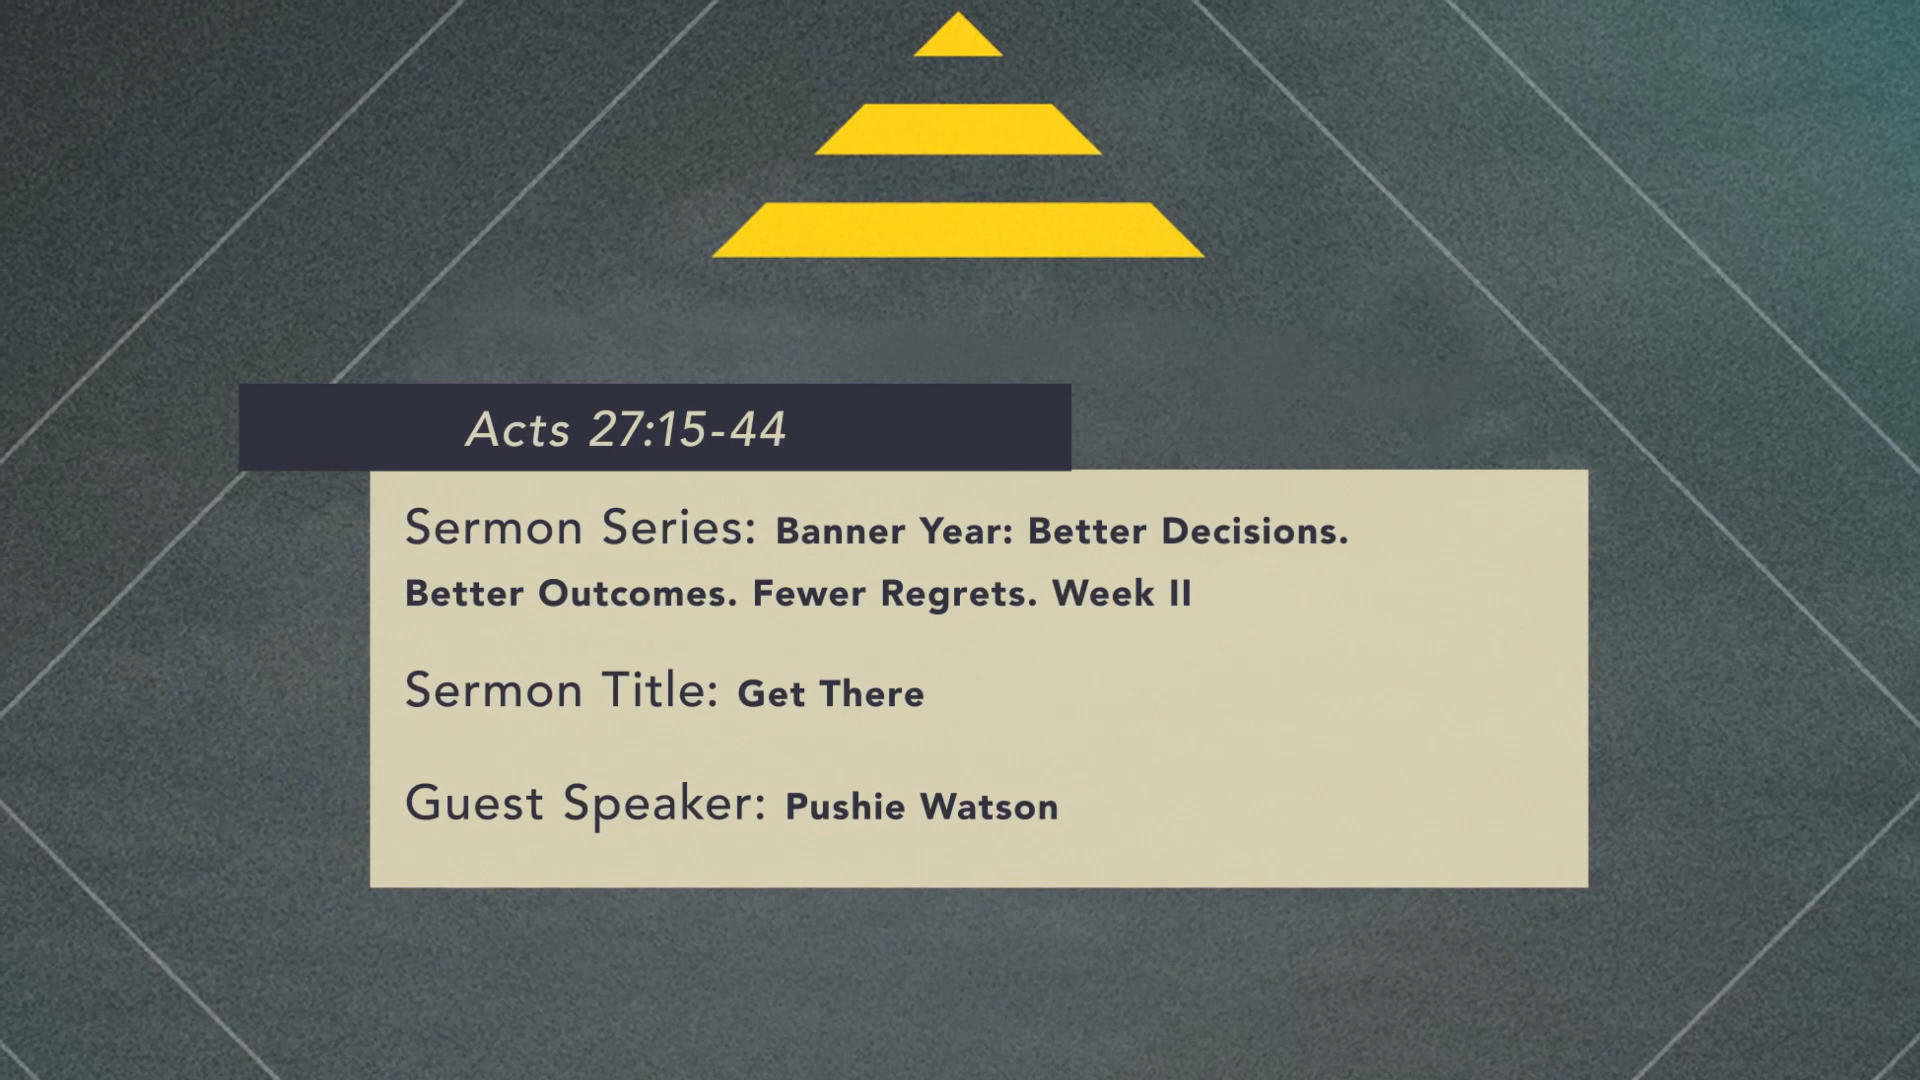 Acts 27:15-44
Sermon Series: Banner Year: Better Decisions.
Better Outcomes. Fewer Regrets. Week II
Sermon Title: Get There
Guest Speaker: Pushie Watson